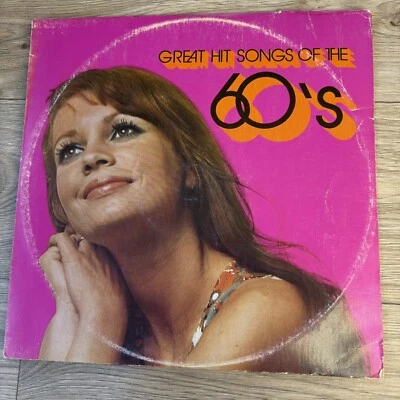 GREAT HIT SONGS OF THE
60's